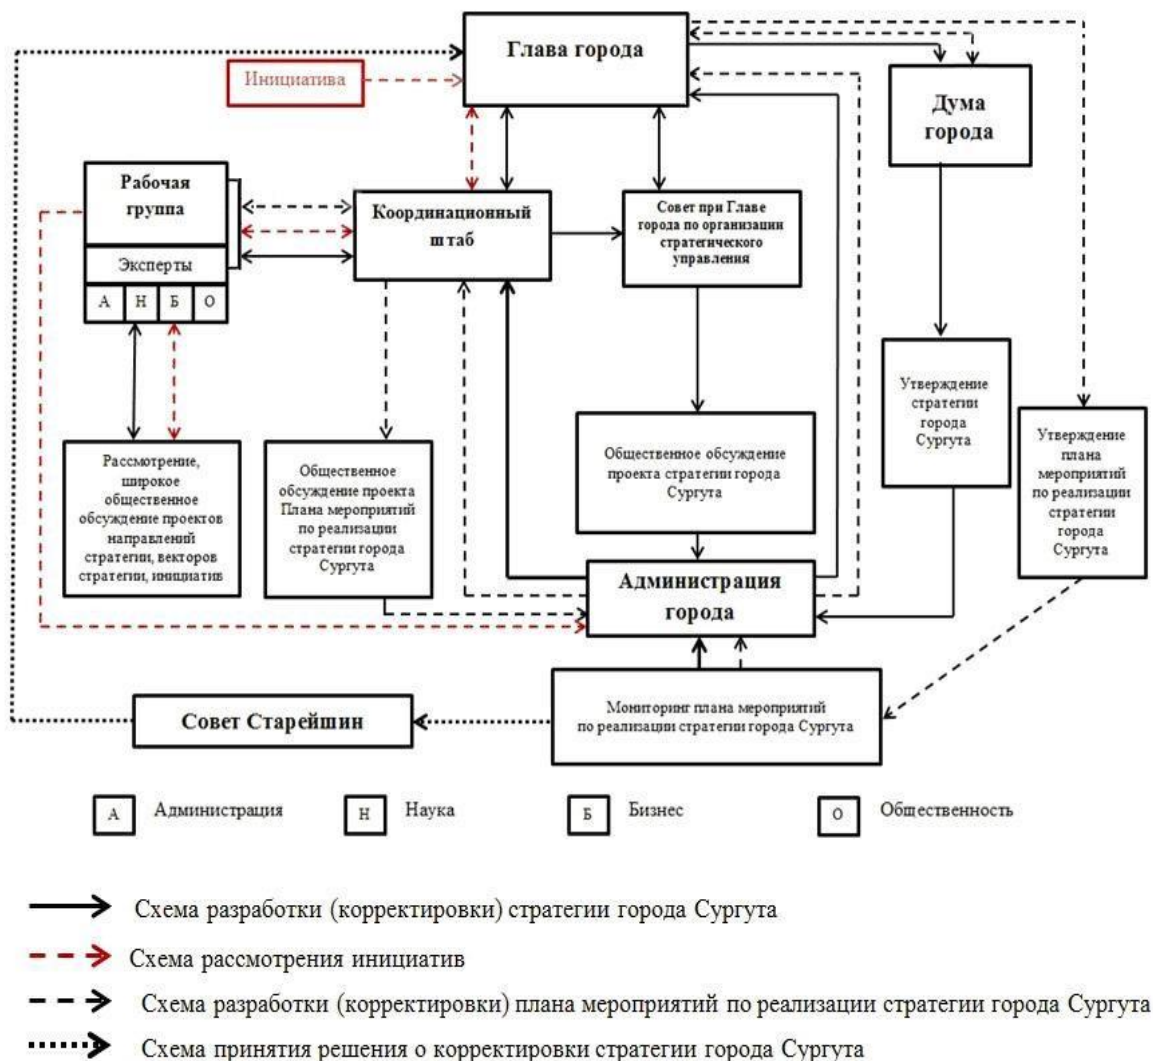 Глава города
Инициатива
Дума
города
Рабочая
группа
Эксперты
А Н Б О
Координационный
штаб
Совет при Главе
города по организации
стратегического
управления
Утверждение
стратегии
города
Сургута
Утверждение
плана
мероприятий
по реализации
стратегии
города
Сургута
Рассмотрение,
широкое
общественное
обсуждение проектов
направлений
стратегии, векторов
стратегии, инициатив
Общественное
обсуждение проекта
Плана мероприятий
по реализации
стратегии города
Сургута
Общественное обсуждение
проекта стратегии города
Сургута
Администрация
города
Совет Старейшин
Мониторинг плана мероприятий
по реализации стратегии города Сургута
А Администрация Н Наука Б Бизнес О Общественность
Схема разработки (корректировки) стратегии города Сургута
Схема рассмотрения инициатив
Схема разработки (корректировки) плана мероприятий по реализации стратегии города Сургута
Схема принятия решения о корректировки стратегии города Сургута